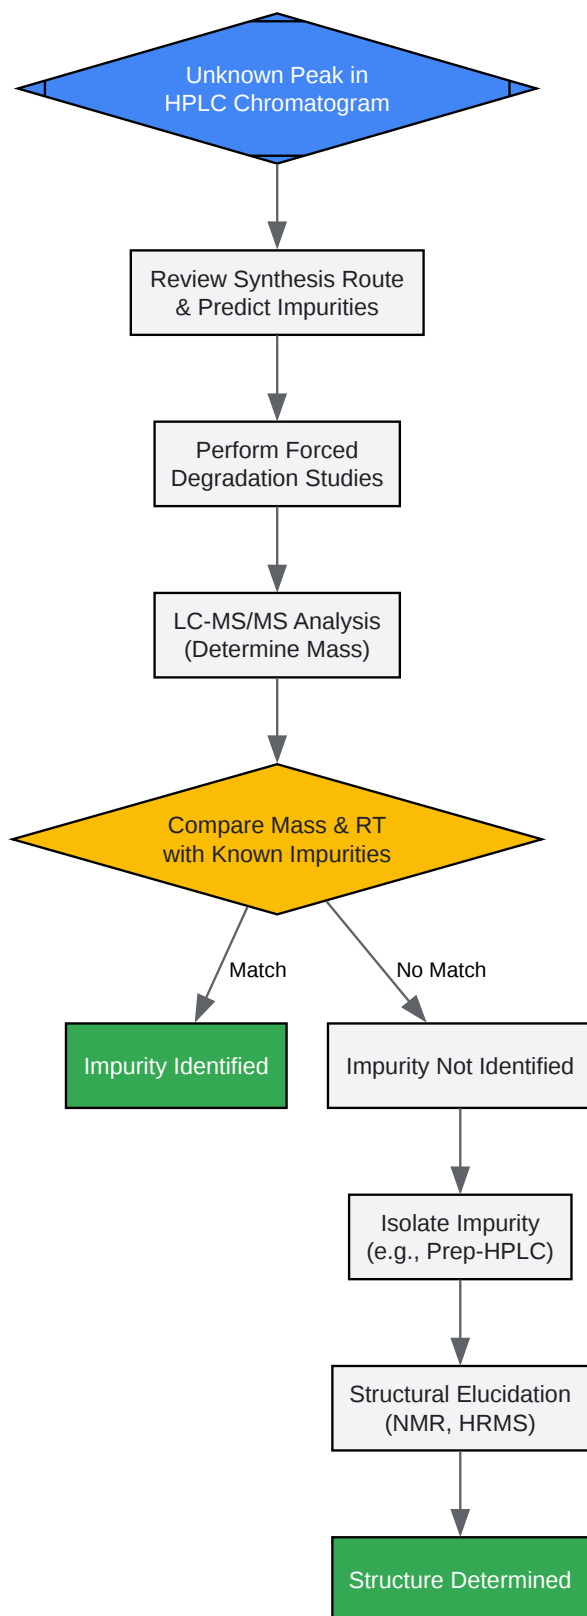 Unknown Peak in
HPLC Chromatogram
Review Synthesis Route
& Predict Impurities
Perform Forced
Degradation Studies
LC-MS/MS Analysis
(Determine Mass)
Compare Mass & RT
with Known Impurities
Match
No Match
Impurity Identified
Impurity Not Identified
Isolate Impurity
(e.g., Prep-HPLC)
Structural Elucidation
(NMR, HRMS)
Structure Determined